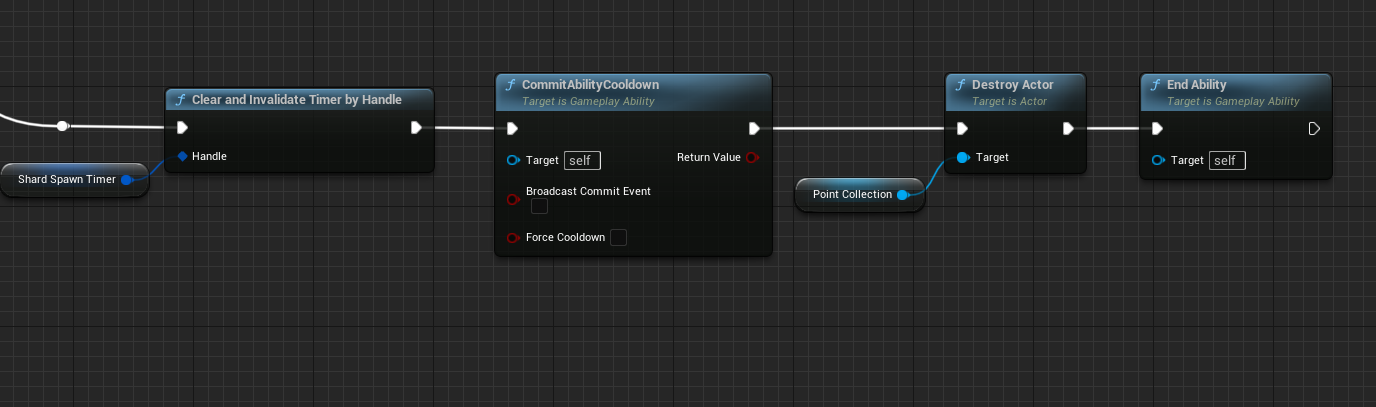 Clear and Invalidate Timer by Handle
Handle
Shard Spawn Timer
CommitAbilityCooldown
Target is Gameplay Ability
Target self
Return Value
Broadcast Commit Event
Force Cooldown
Point Collection
Destroy Actor
Target is Actor
Target
End Ability
Target is Gameplay Ability
Target self